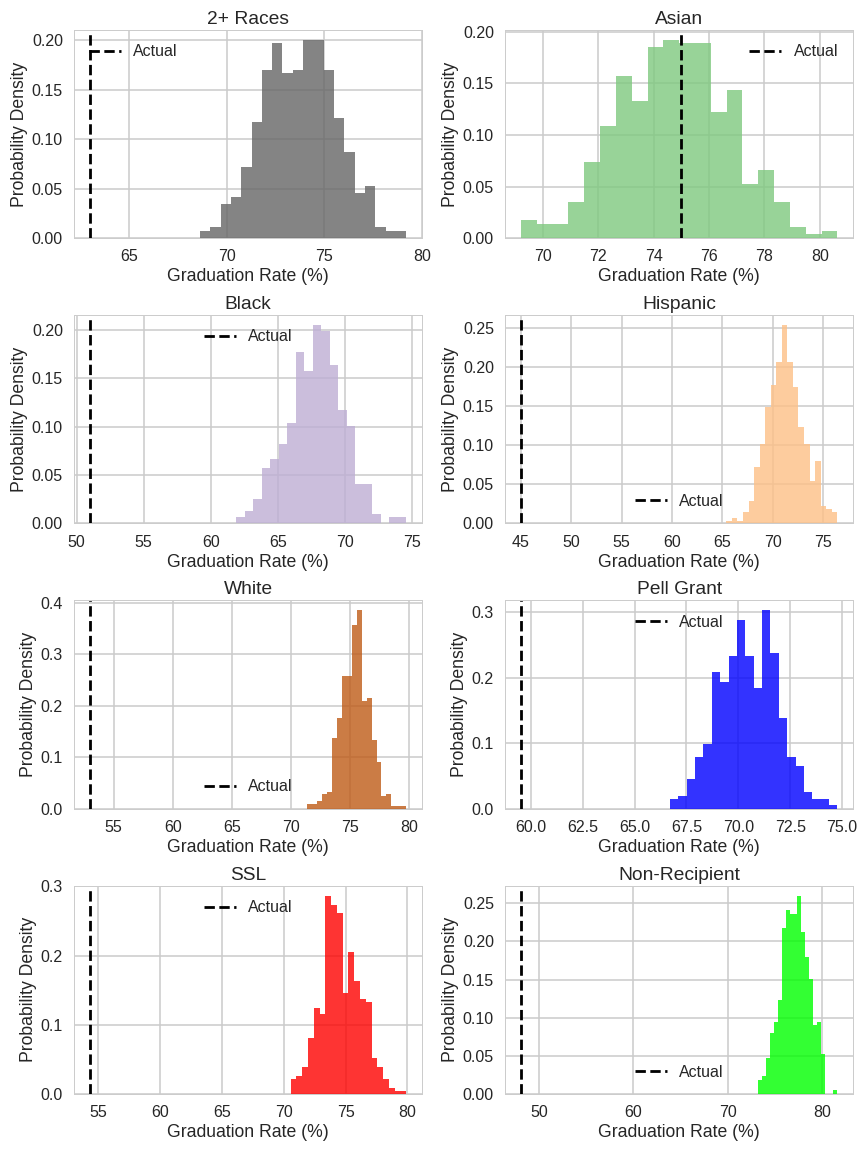 2+ Races
Probability Density
0.20
0.15
0.10
0.05
0.00
Actual
65
70
75
80
Graduation Rate (%)
Asian
Probability Density
0.20
0.15
0.10
0.05
0.00
Actual
70
72
74
76
78
80
Graduation Rate (%)
Black
Probability Density
0.20
0.15
0.10
0.05
0.00
Actual
50
55
60
65
70
75
Graduation Rate (%)
Hispanic
Probability Density
0.25
0.20
0.15
0.10
0.05
0.00
Actual
45
50
55
60
65
70
75
Graduation Rate (%)
White
Probability Density
0.4
0.3
0.2
0.1
0.0
Actual
55
60
65
70
75
80
Graduation Rate (%)
Pell Grant
Probability Density
0.3
0.2
0.1
0.0
Actual
60.0
62.5
65.0
67.5
70.0
72.5
75.0
Graduation Rate (%)
SSL
Probability Density
0.3
0.2
0.1
0.0
Actual
55
60
65
70
75
80
Graduation Rate (%)
Non-Recipient
Probability Density
0.25
0.20
0.15
0.10
0.05
0.00
Actual
50
60
70
80
Graduation Rate (%)